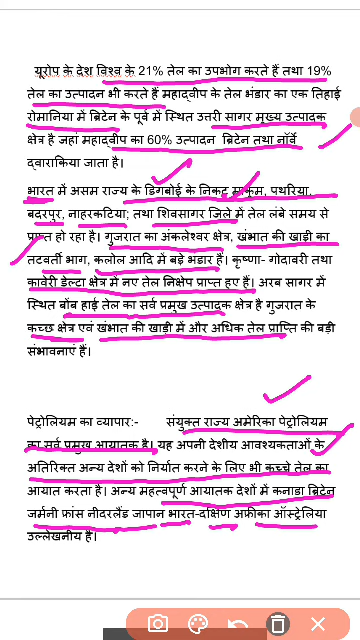 यूरोप के देश विश्व के 21% तेल का उपभोग करते हैं तथा 19%
तेल का उत्पादन भी करते हैं महाद्वीप के तेल भंडार का एक तिहाई
रोमानिया में ब्रिटेन के पूर्व में स्थित उत्तरी सागर मुख्य उत्पादक
क्षेत्र है जहां महाद्वीप का 60% उत्पादन ब्रिटेन तथा नॉर्वे
द्वाराकिया जाता है।
भारत में असम राज्य के डिगबोई के निकट माकूम, पथरिया,
बदरपुर, नाहरकटिया; तथा शिवसागर जिले में तेल लंबे समय से
प्राप्त हो रहा है। गुजरात का अंकलेश्वर क्षेत्र, खंभात की खाड़ी का
तटवर्ती भाग, कलोल आदि में बड़े भंडार हैं। कृष्णा- गोदावरी तथा
कावेरी डेल्टा क्षेत्र में नए तेल निक्षेप प्राप्त हुए हैं। अरब सागर में
स्थित बॉंब हाई तेल का सर्व प्रमुख उत्पादक क्षेत्र है गुजरात के
कच्छ क्षेत्र एवं खंभात की खाड़ी में और अधिक तेल प्राप्ति की बड़ी
संभावनाएं हैं।
पेट्रोलियम का व्यापार:- संयुक्त राज्य अमेरिका पेट्रोलियम
का सर्व प्रमुख आयातक है। यह अपनी देशीय आवश्यकताओं के
अतिरिक्त अन्य देशों को निर्यात करने के लिए भी कच्चे तेल का
आयात करता है। अन्य महत्वपूर्ण आयातक देशों में कनाडा ब्रिटेन
जर्मनी फ्रांस नीदरलैंड जापान भारत-दक्षिण अफ्रीका ऑस्ट्रेलिया
उल्लेखनीय है।